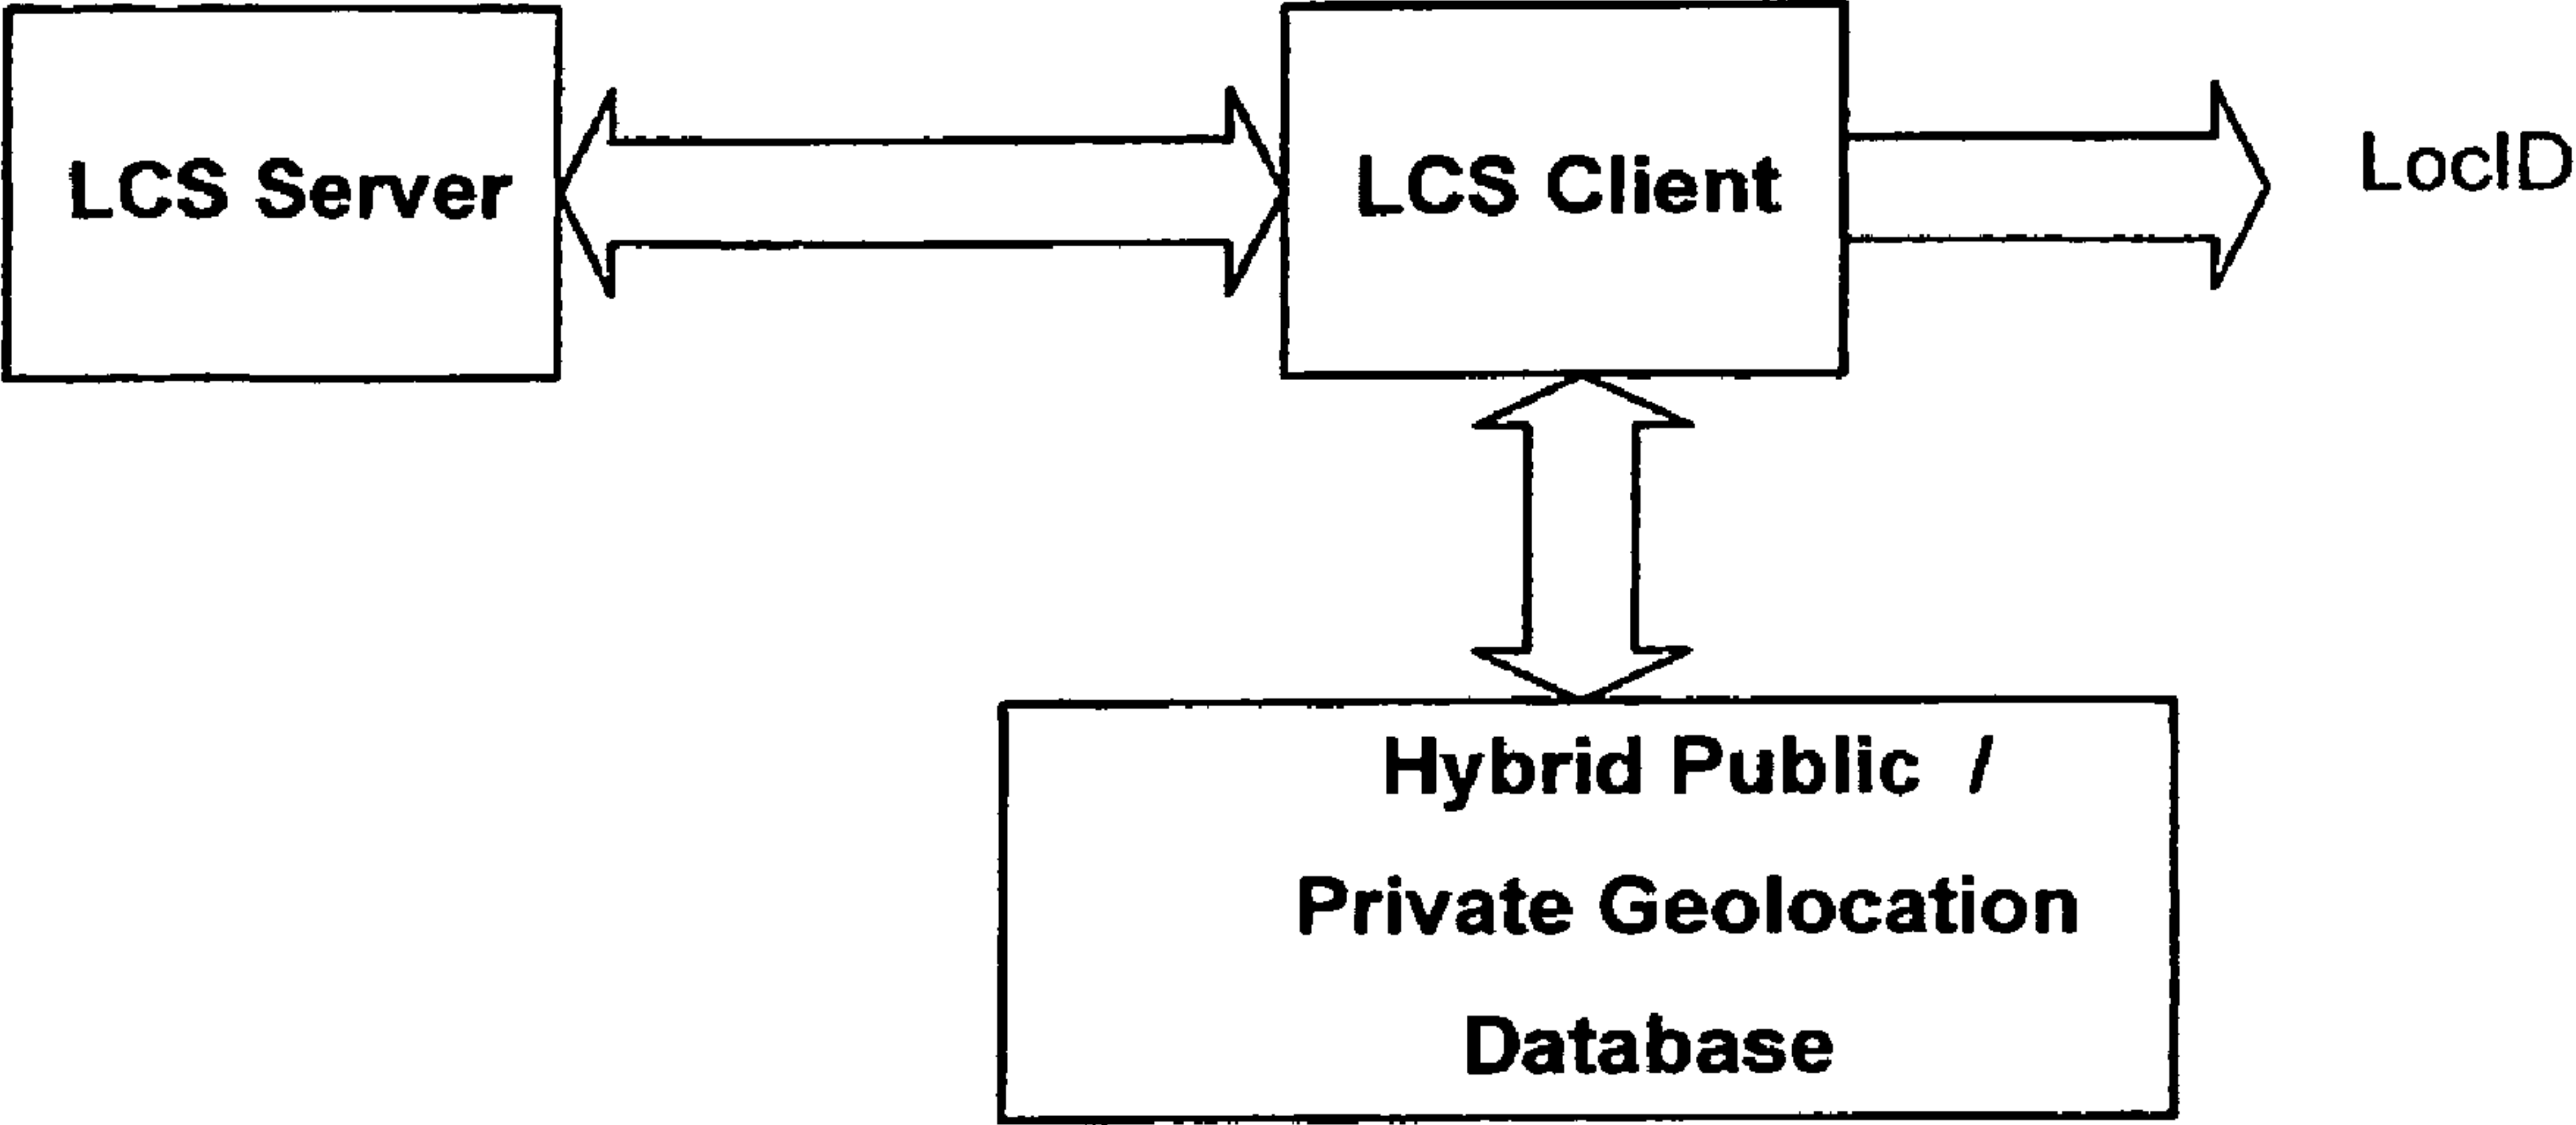 LCS Server
LCS Client
LocID
Hybrid Public /
Private Geolocation
Database